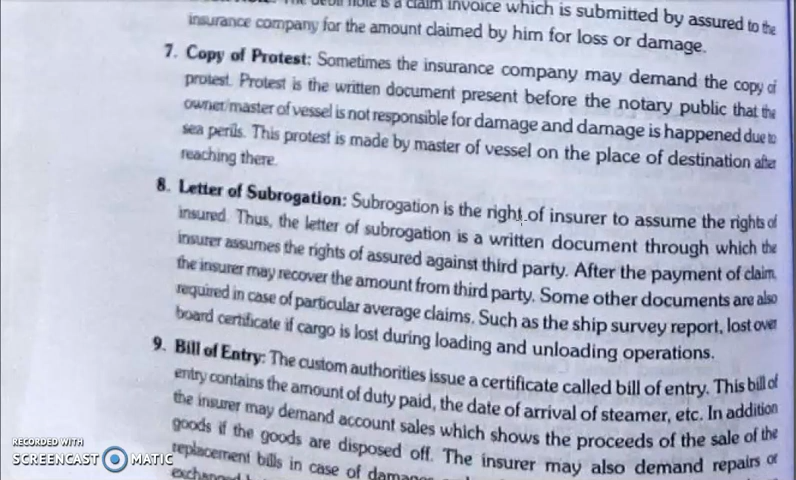 Note: The debit note is a claim invoice which is submitted by assured to the
insurance company for the amount claimed by him for loss or damage.
7. Copy of Protest: Sometimes the insurance company may demand the copy of
protest. Protest is the written document present before the notary public that the
owner/master of vessel is not responsible for damage and damage is happened due to
sea perils. This protest is made by master of vessel on the place of destination after
reaching there.
8. Letter of Subrogation: Subrogation is the right of insurer to assume the rights of
insured. Thus, the letter of subrogation is a written document through which the
insurer assumes the rights of assured against third party. After the payment of claim,
the insurer may recover the amount from third party. Some other documents are also
required in case of particular average claims. Such as the ship survey report, lost over
board certificate if cargo is lost during loading and unloading operations.
9. Bill of Entry: The custom authorities issue a certificate called bill of entry. This bill of
entry contains the amount of duty paid, the date of arrival of steamer, etc. In addition
the insurer may demand account sales which shows the proceeds of the sale of the
goods if the goods are disposed off. The insurer may also demand repairs or
replacement bills in case of
RECORDED WITH
SCREENCAST MATIC